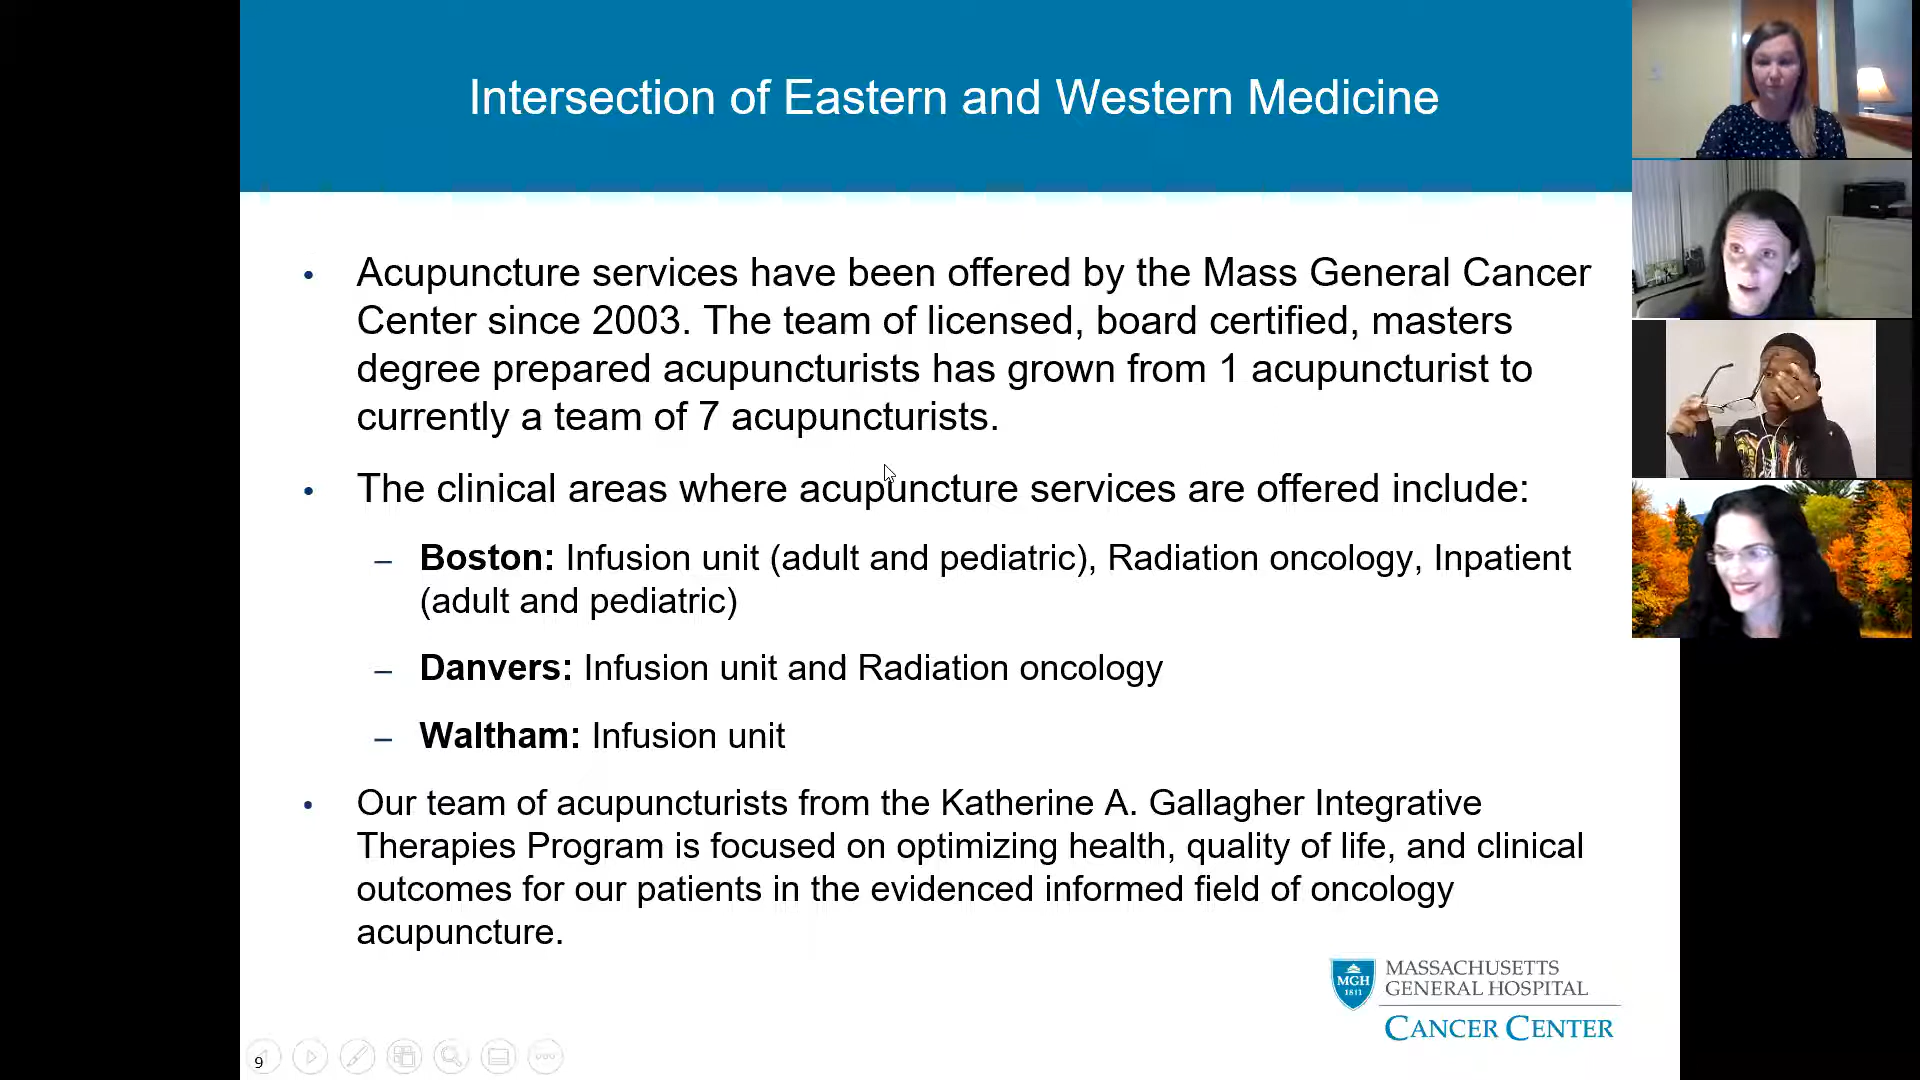 Intersection of Eastern and Western Medicine
• Acupuncture services have been offered by the Mass General Cancer
Center since 2003. The team of licensed, board certified, masters
degree prepared acupuncturists has grown from 1 acupuncturist to
currently a team of 7 acupuncturists.
• The clinical areas where acupuncture services are offered include:
– Boston: Infusion unit (adult and pediatric), Radiation oncology, Inpatient
(adult and pediatric)
– Danvers: Infusion unit and Radiation oncology
– Waltham: Infusion unit
• Our team of acupuncturists from the Katherine A. Gallagher Integrative
Therapies Program is focused on optimizing health, quality of life, and clinical
outcomes for our patients in the evidenced informed field of oncology
acupuncture.
MGH
1811
MASSACHUSETTS
GENERAL HOSPITAL
CANCER CENTER
9